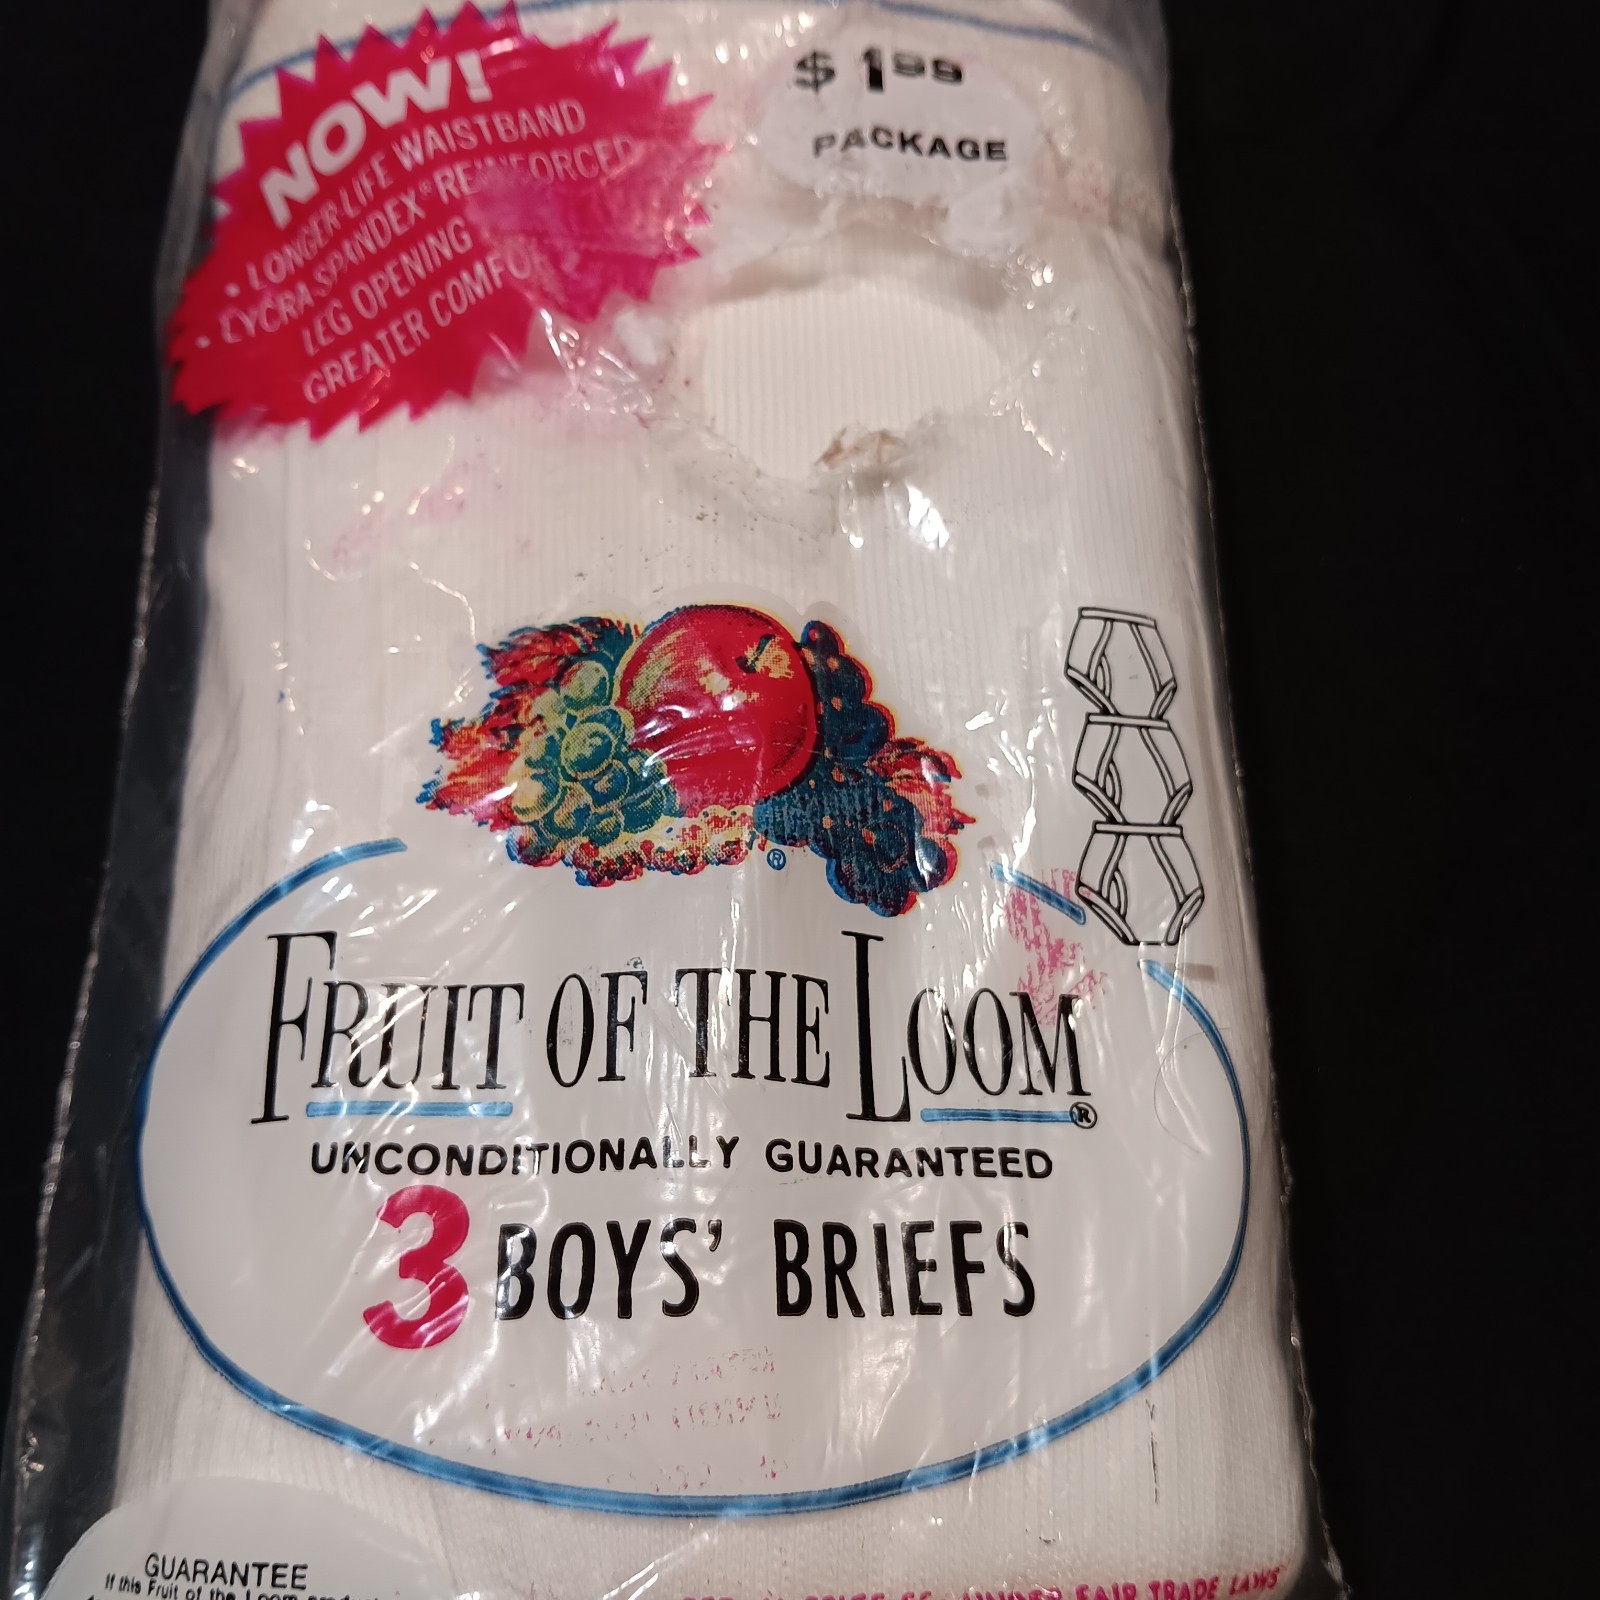 NOW!
• LONGER-LIFE WAISTBAND
• LYCRA-SPANDEX® REINFORCED
LEG OPENING
GREATER COMFOR
$1.99
PACKAGE
®
FRUIT OF THE LOOM®
UNCONDITIONALLY GUARANTEED
3 BOYS' BRIEFS
GUARANTEE
If this Fruit of the Loom
UNDER FAIR TRADE LAWS